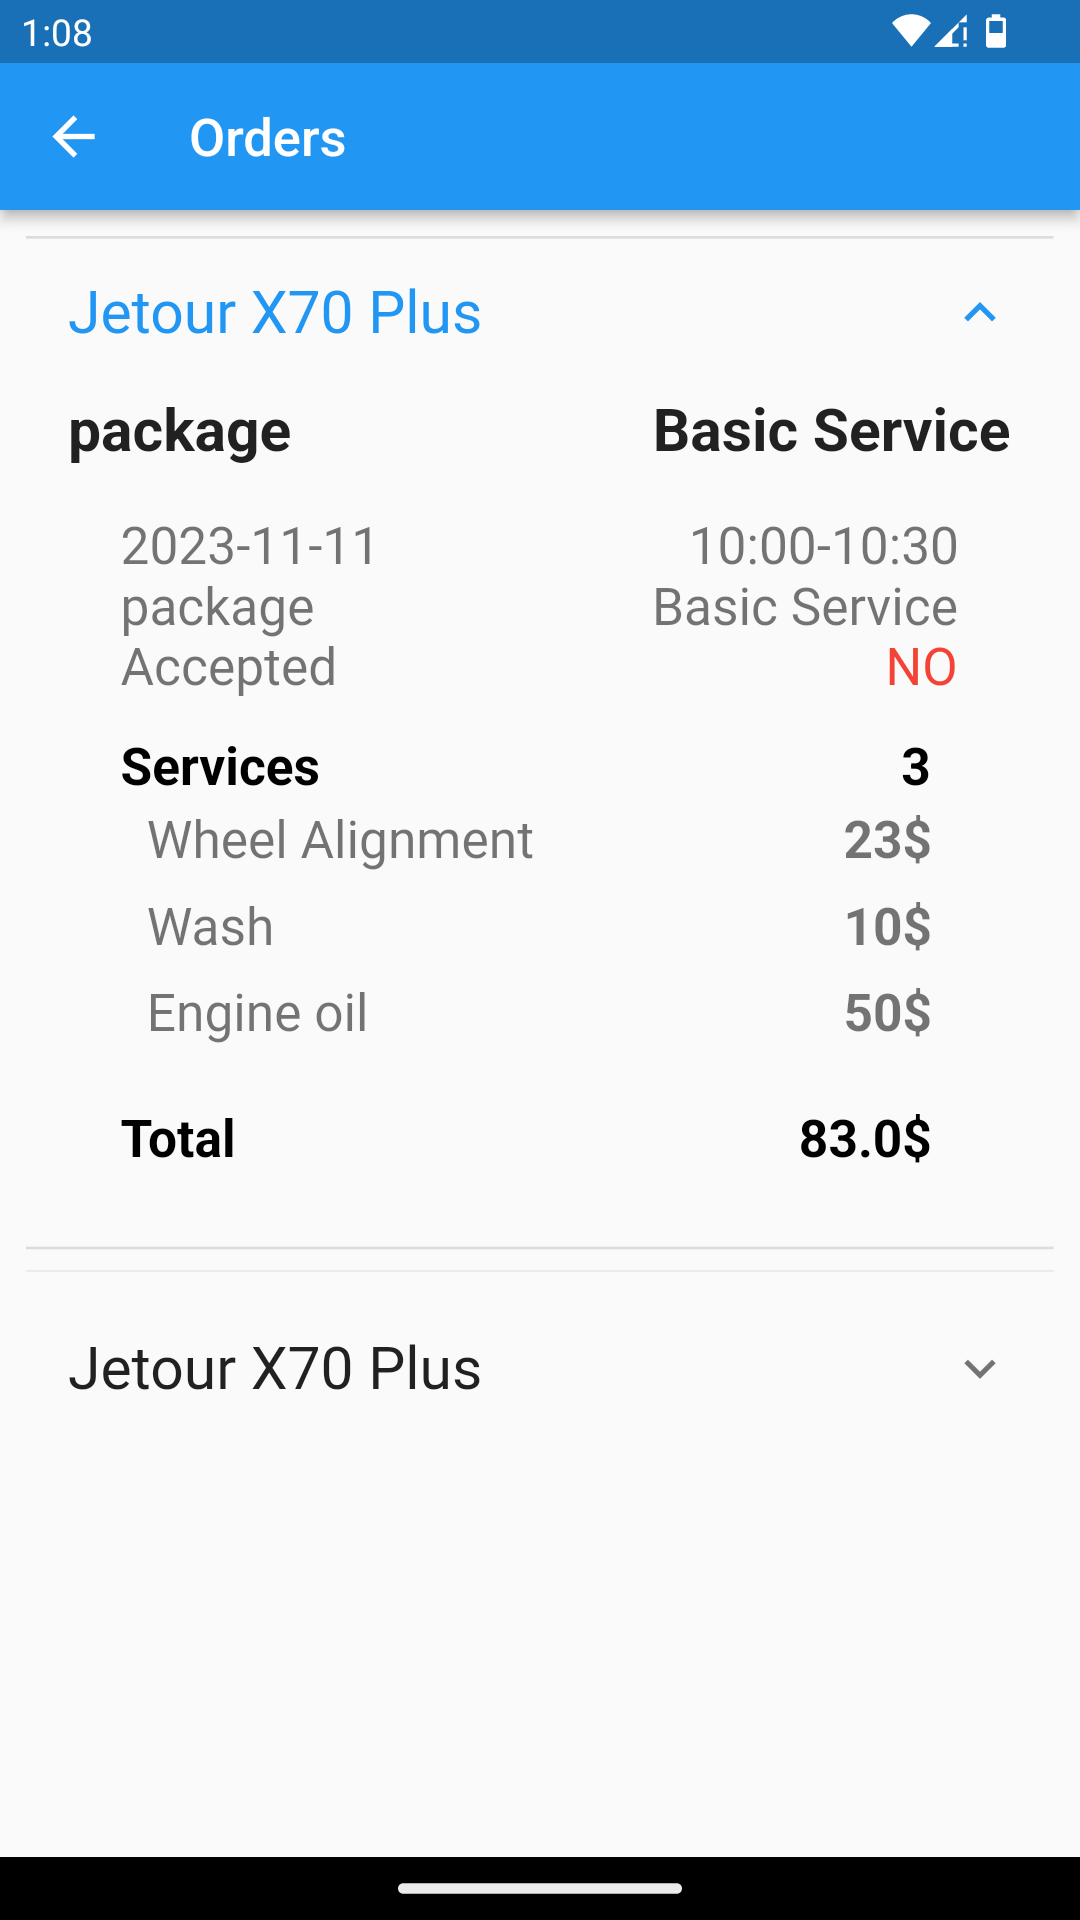 1:08
Orders
Jetour X70 Plus
package Basic Service
2023-11-11 10:00-10:30
package Basic Service
Accepted NO
Services 3
Wheel Alignment 23$
Wash 10$
Engine oil 50$
Total 83.0$
Jetour X70 Plus